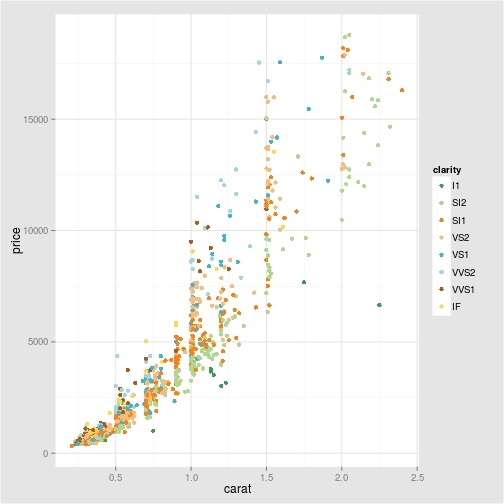 15000
10000
5000
0
price
0.5 1.0 1.5 2.0 2.5
carat
clarity
I1
SI2
SI1
VS2
VS1
VVS2
VVS1
IF